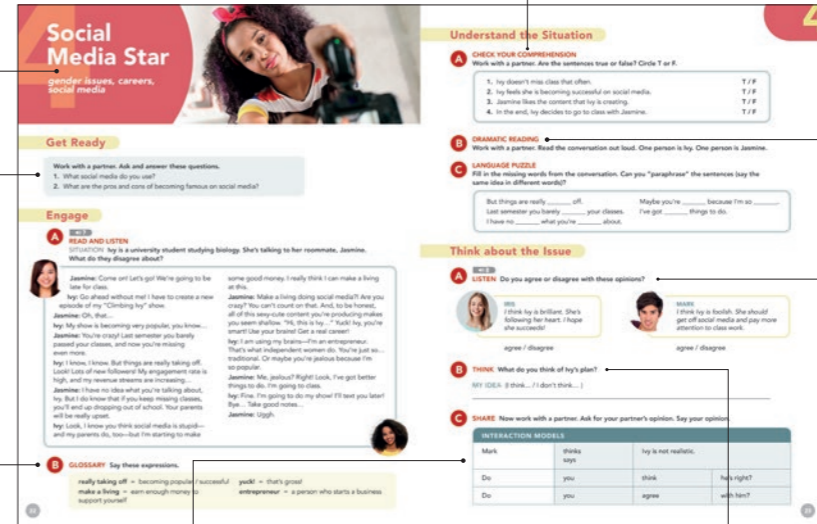 4
Social
Media Star
gender issues, careers,
social media
Get Ready
Work with a partner. Ask and answer these questions.
1. What social media do you use?
2. What are the pros and cons of becoming famous on social media?
Engage
A
READ AND LISTEN
SITUATION Ivy is a university student studying biology. She's talking to her roommate, Jasmine.
What do they disagree about?
Jasmine: Come on! Let's go! We're going to be
late for class.
Ivy: Go ahead without me! I have to create a new
episode of my "Climbing Ivy" show.
Jasmine: Oh, that...
Ivy: My show is becoming very popular, you know...
Jasmine: You're crazy! Last semester you barely
passed your classes, and now you're missing
even more.
Ivy: I know, I know. But things are really taking off.
Look! Lots of new followers! My engagement rate is
high, and my revenue streams are increasing...
Jasmine: I have no idea what you're talking about,
Ivy. But I do know that if you keep missing classes,
you'll end up dropping out of school. Your parents
will be really upset.
Ivy: Look, I know you think social media is stupid—
and my parents do, too—but I'm starting to make
some good money. I really think I can make a living
at this.
Jasmine: Make a living doing social media?! Are you
crazy? You can't count on that. And, to be honest,
all of this sexy-cute content you're producing makes
you seem shallow. "Hi, this is Ivy..." Yuck! Ivy, you're
smart! Use your brains! Get a real career!
Ivy: I am using my brains—I'm an entrepreneur.
That's what independent women do. You're just so...
traditional. Or maybe you're jealous because I'm
so popular.
Jasmine: Me, jealous? Right! Look, I've got better
things to do. I'm going to class.
Ivy: Fine. I'm going to do my show! I'll text you later!
Bye... Take good notes...
Jasmine: Uggh.
B
GLOSSARY Say these expressions.
really taking off = becoming popular / successful
make a living = earn enough money to
support yourself
yuck! = that's gross!
entrepreneur = a person who starts a business
Understand the Situation
A
CHECK YOUR COMPREHENSION
Work with a partner. Are the sentences true or false? Circle T or F.
1. Ivy doesn't miss class that often. T / F
2. Ivy feels she is becoming successful on social media. T / F
3. Jasmine likes the content that Ivy is creating. T / F
4. In the end, Ivy decides to go to class with Jasmine. T / F
B
DRAMATIC READING
Work with a partner. Read the conversation out loud. One person is Ivy. One person is Jasmine.
C
LANGUAGE PUZZLE
Fill in the missing words from the conversation. Can you "paraphrase" the sentences (say the
same idea in different words)?
But things are really ______ off.
Last semester you barely ______ your classes.
I have no ______ what you're ______ about.
Maybe you're ______ because I'm so ______.
I've got ______ things to do.
Think about the Issue
A
LISTEN Do you agree or disagree with these opinions?
IRIS
I think Ivy is brilliant. She's
following her heart. I hope
she succeeds!
agree / disagree
MARK
I think Ivy is foolish. She should
get off social media and pay more
attention to class work.
agree / disagree
B
THINK What do you think of Ivy's plan?
MY IDEA (I think... / I don't think... )
C
SHARE Now work with a partner. Ask for your partner's opinion. Say your opinion.
INTERACTION MODELS
Mark thinks Ivy is not realistic.
says
Do you think he's right?
Do you agree with him?